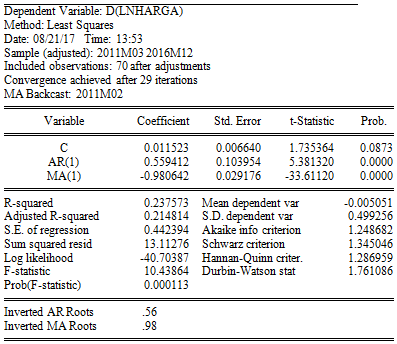 Dependent Variable: D(LNHARGA)
Method: Least Squares
Date: 08/21/17 Time: 13:53
Sample (adjusted): 2011M03 2016M12
Included observations: 70 after adjustments
Convergence achieved after 29 iterations
MA Backcast: 2011M02
Variable Coefficient Std. Error t-Statistic Prob.
C 0.011523 0.006640 1.735364 0.0873
AR(1) 0.559412 0.103954 5.381320 0.0000
MA(1) -0.980642 0.029176 -33.61120 0.0000
R-squared 0.237573 Mean dependent var -0.005051
Adjusted R-squared 0.214814 S.D. dependent var 0.499256
S.E. of regression 0.442394 Akaike info criterion 1.248682
Sum squared resid 13.11276 Schwarz criterion 1.345046
Log likelihood -40.70387 Hannan-Quinn criter. 1.286959
F-statistic 10.43864 Durbin-Watson stat 1.761086
Prob(F-statistic) 0.000113
Inverted AR Roots .56
Inverted MA Roots .98